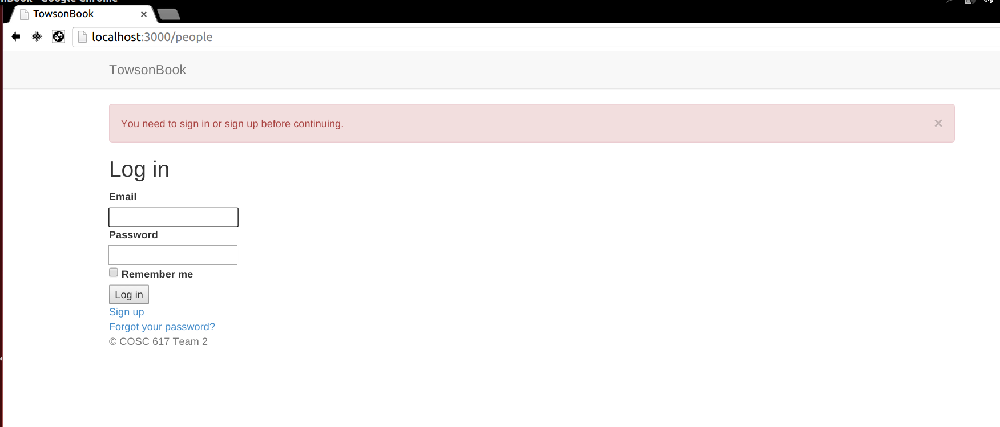 TowsonBook
localhost:3000/people
TowsonBook
You need to sign in or sign up before continuing.
Log in
Email
Password
Remember me
Log in
Sign up
Forgot your password?
© COSC 617 Team 2